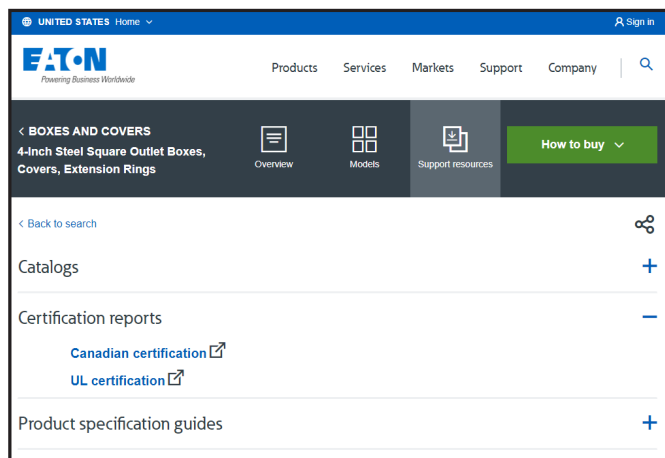 UNITED STATES Home
Sign in
EATON
Powering Business Worldwide
Products Services Markets Support Company
< BOXES AND COVERS
4-Inch Steel Square Outlet Boxes,
Covers, Extension Rings
Overview
Models
Support resources
How to buy
< Back to search
Catalogs
Certification reports
Canadian certification
UL certification
Product specification guides